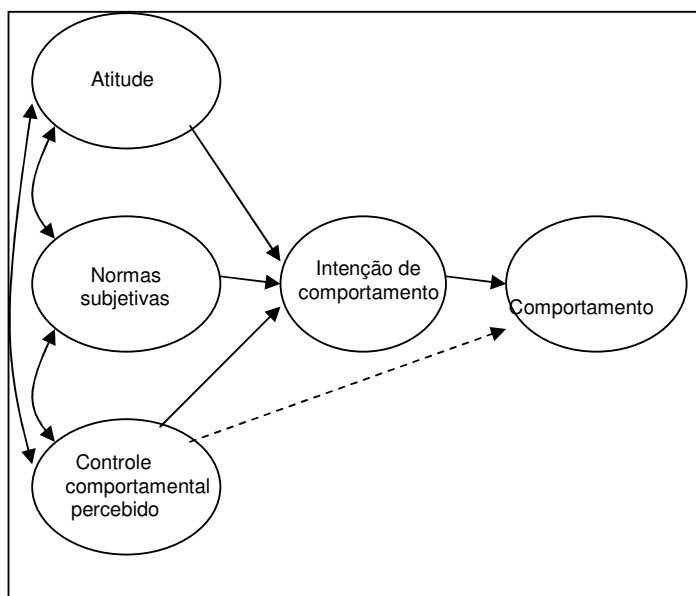 Atitude
Normas
subjetivas
Intenção de
comportamento
Comportamento
Controle
comportamental
percebido